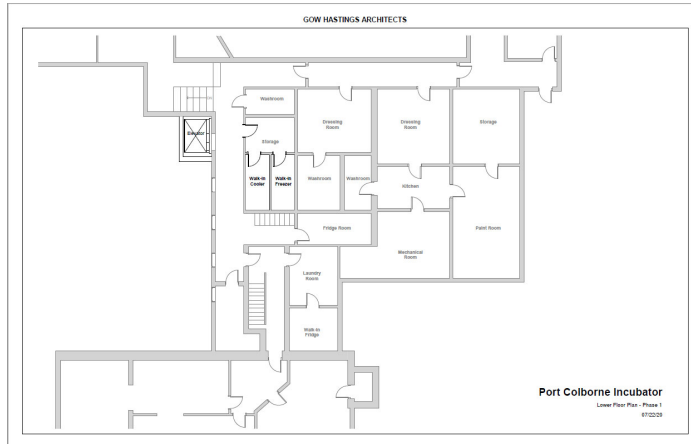 GOW HASTINGS ARCHITECTS
Washroom
Dressing
Room
Dressing
Room
Storage
Elevator
Storage
Walk-In
Cooler
Walk-In
Freezer
Washroom
Washroom
Kitchen
Fridge Room
Paint Room
Mechanical
Room
Laundry
Room
Walk-In
Fridge
Port Colborne Incubator
Lower Floor Plan - Phase 1
07/22/20